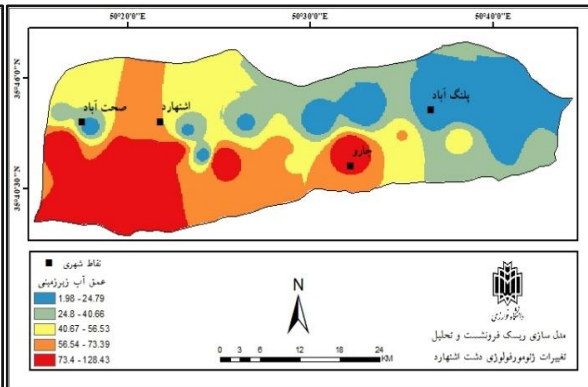 50°20'0"E 50°30'0"E 50°40'0"E
35°46'0"N
35°40'30"N
صحت آباد
اشتهارد
پلنگ آباد
جارو
نقاط شهری
عمق آب زیرزمینی
1.98 - 24.79
24.8 - 40.66
40.67 - 56.53
56.54 - 73.39
73.4 - 128.43
N
0 3 6 12 18 24
KM
دانشگاه خوارزمی
مدل سازی ریسک فرونشست و تحلیل
تغییرات ژئومورفولوژی دشت اشتهارد